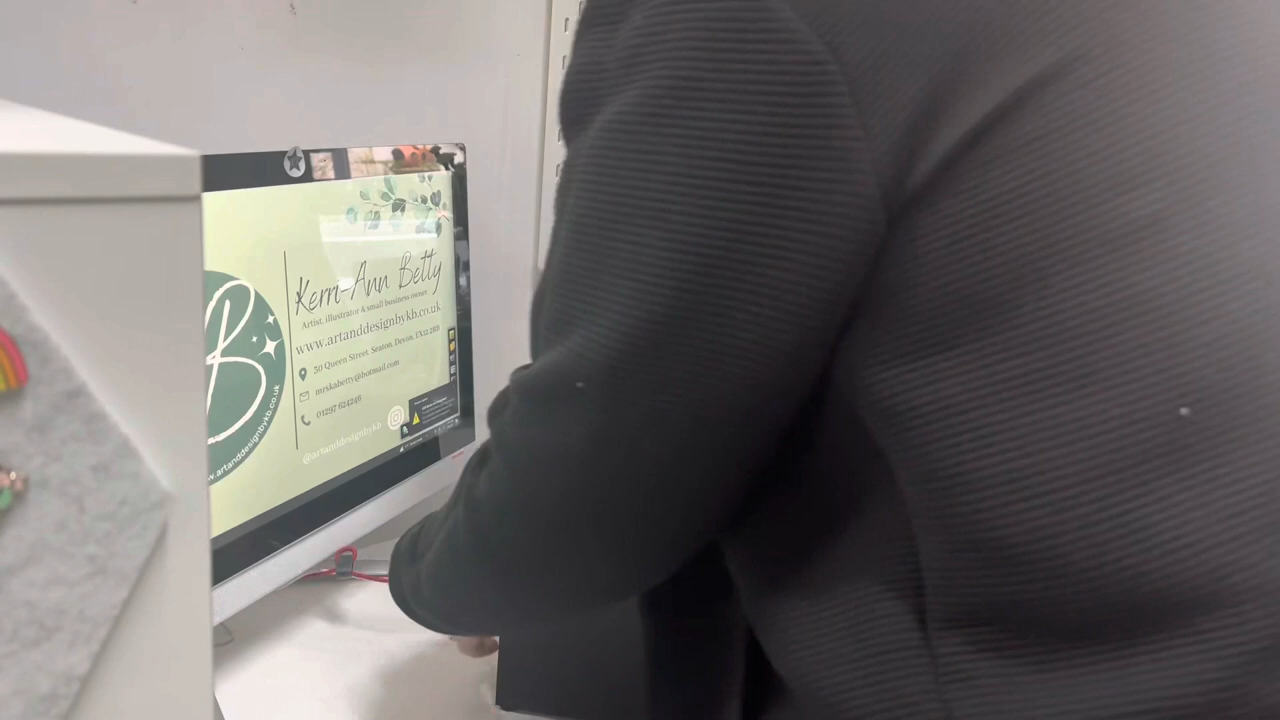 B
w.artanddesignbykb.co.uk
Kerri-Ann Betty
Artist, illustrator & small business owner
www.artanddesignbykb.co.uk
50 Queen Street, Seaton, Devon, EX12 2RB
mrskabetty@hotmail.com
01297 624246
@artanddesignbykb